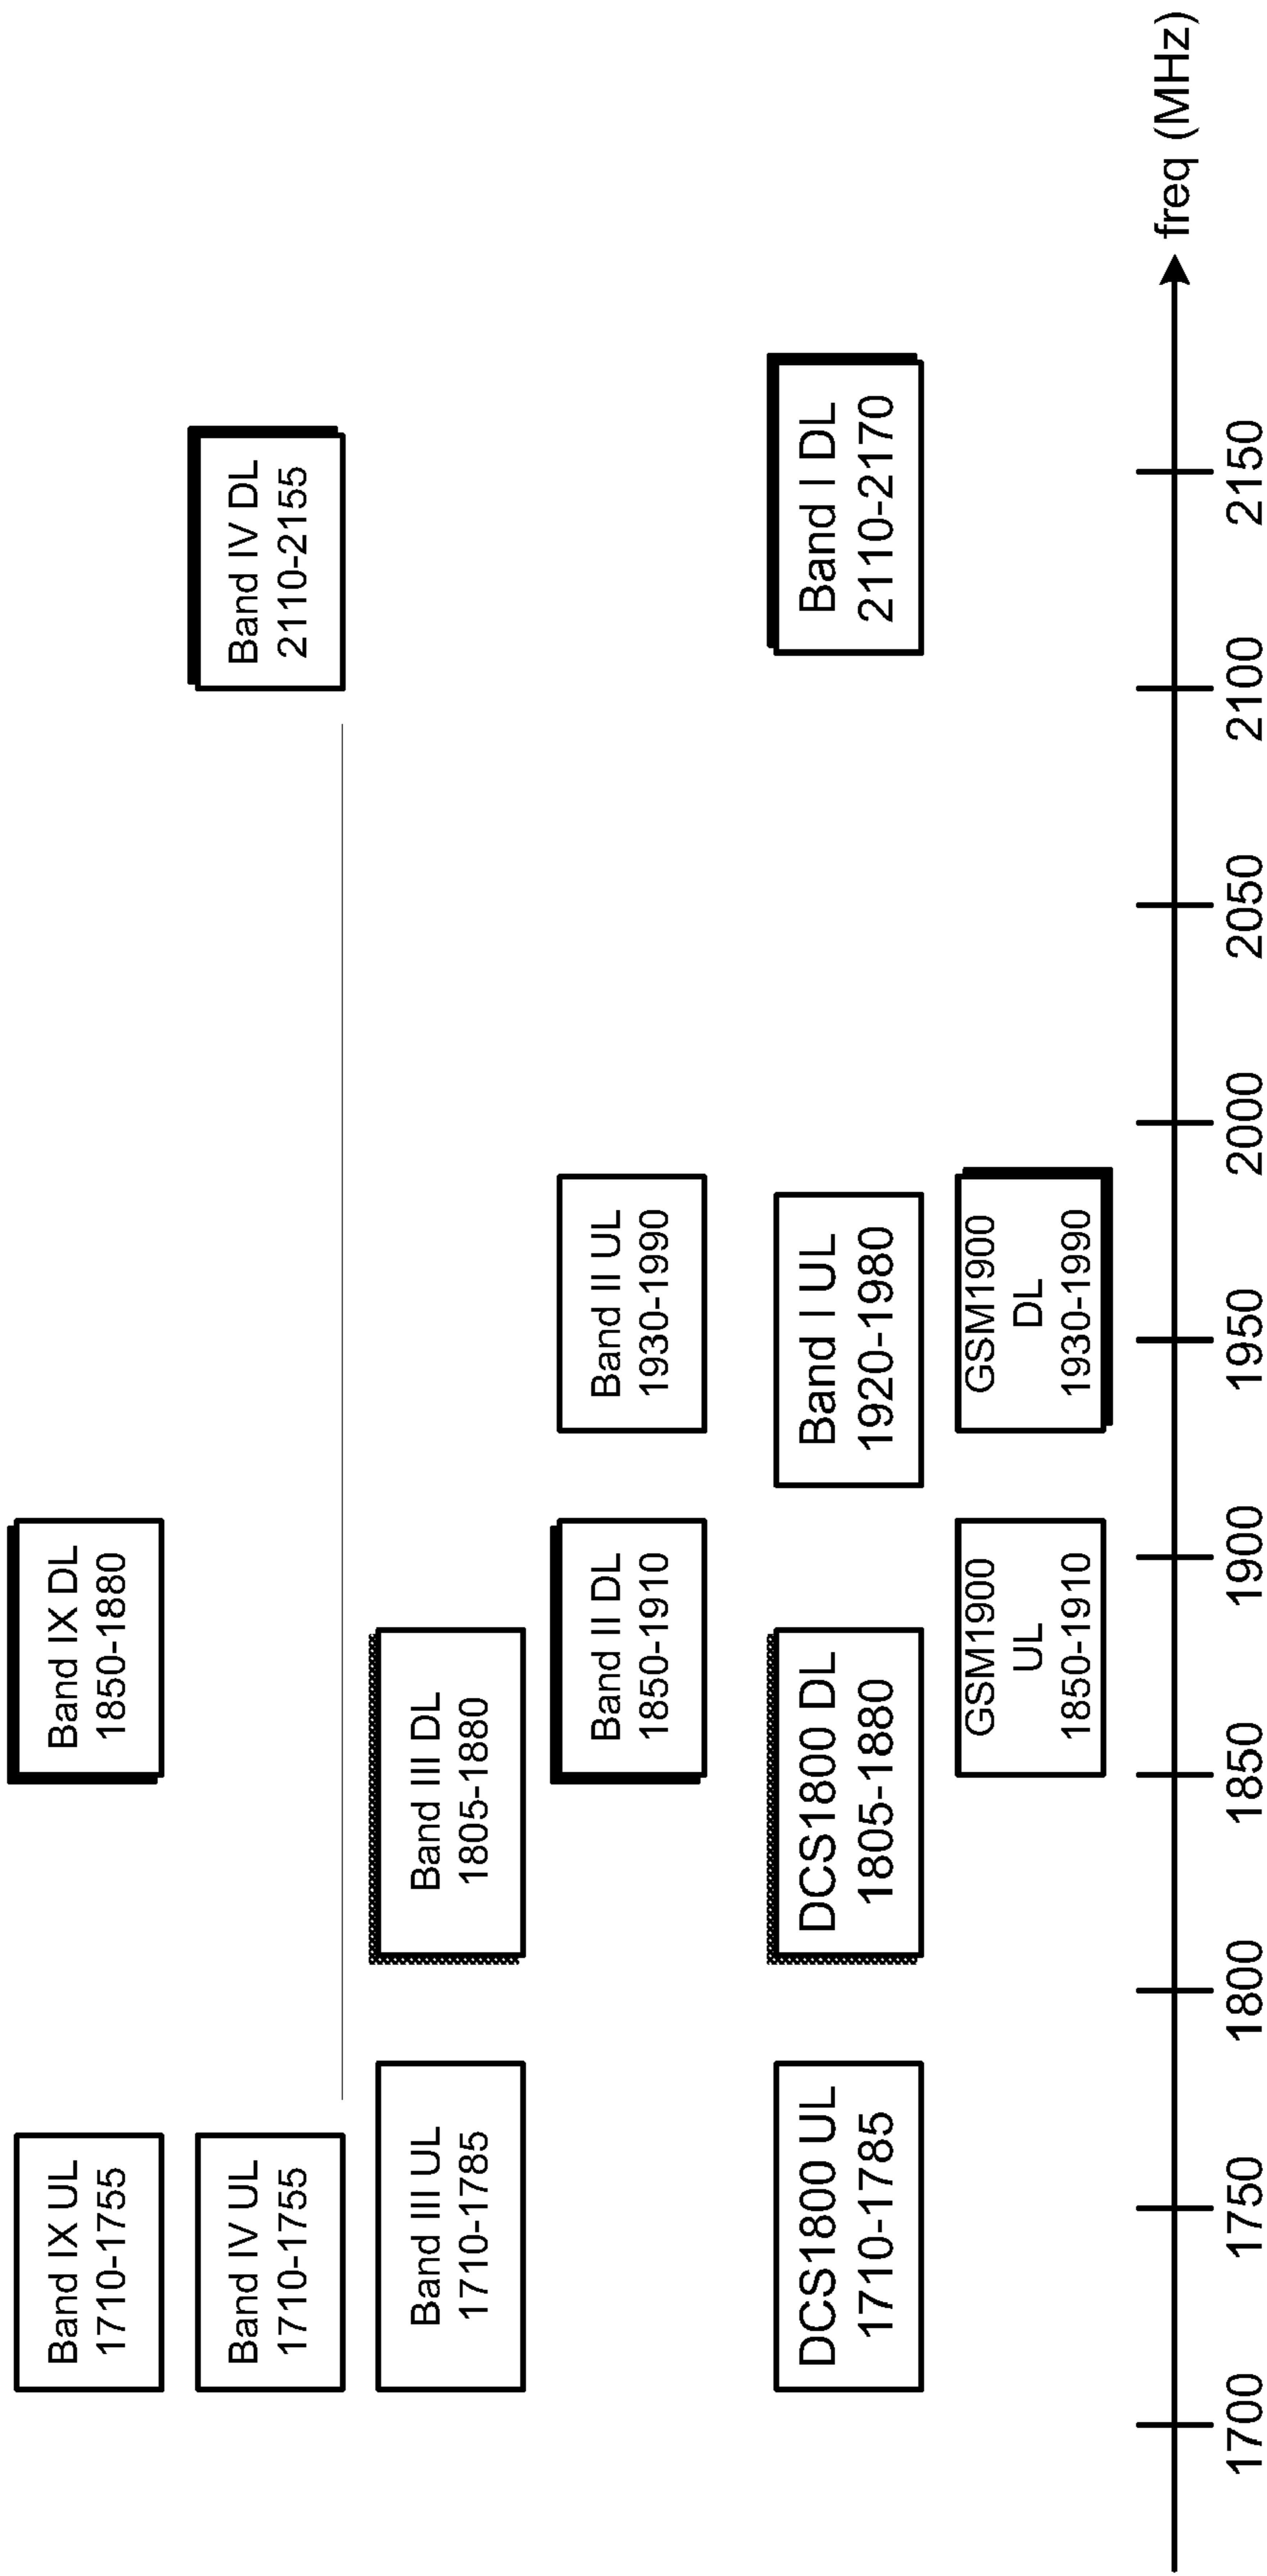 Band IX UL
1710-1755
Band IX DL
1850-1880
Band IV UL
1710-1755
Band IV DL
2110-2155
Band III UL
1710-1785
Band III DL
1805-1880
Band II DL
1850-1910
Band II UL
1930-1990
DCS1800 UL
1710-1785
DCS1800 DL
1805-1880
Band I UL
1920-1980
Band I DL
2110-2170
GSM1900
UL
1850-1910
GSM1900
DL
1930-1990
freq (MHz)
1700 1750 1800 1850 1900 1950 2000 2050 2100 2150